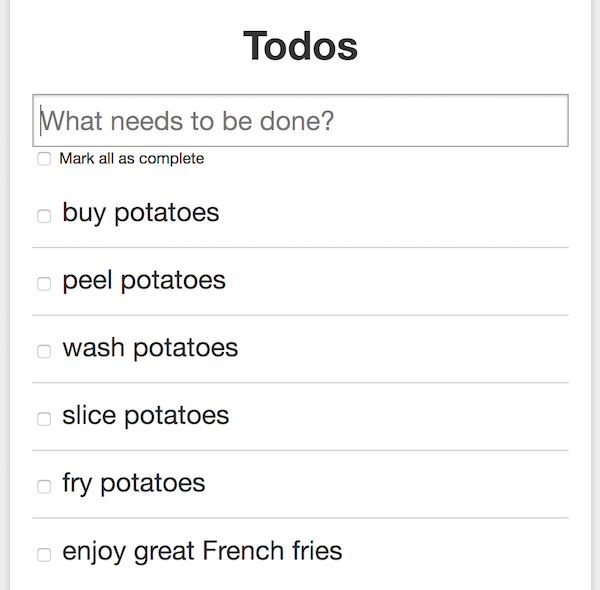 Todos
What needs to be done?
Mark all as complete
buy potatoes
peel potatoes
wash potatoes
slice potatoes
fry potatoes
enjoy great French fries